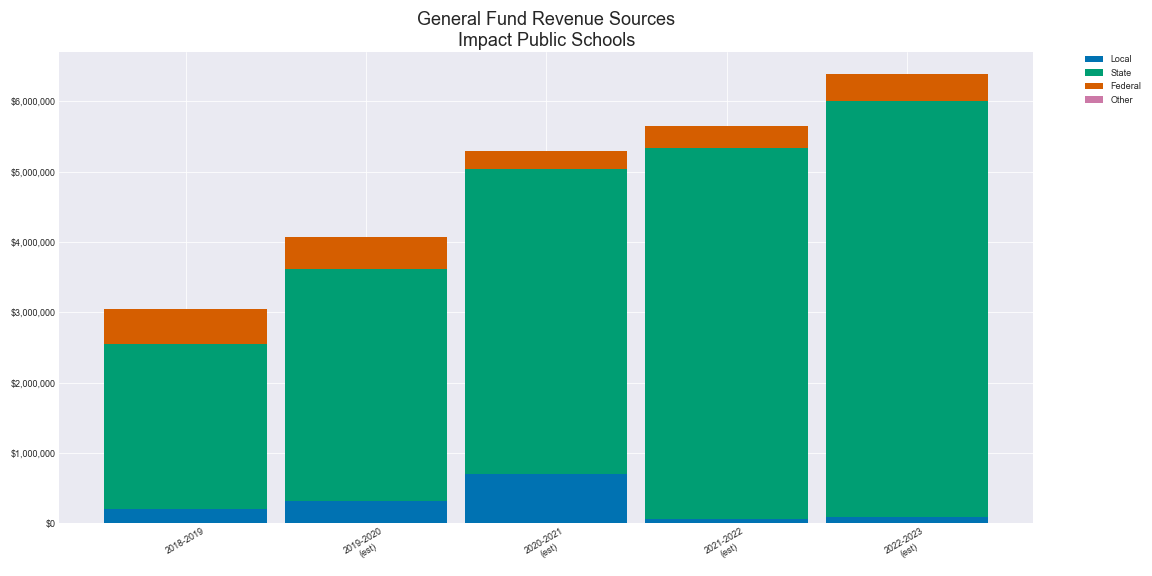 General Fund Revenue Sources
Impact Public Schools
Local
State
Federal
Other
$6,000,000
$5,000,000
$4,000,000
$3,000,000
$2,000,000
$1,000,000
$0
2018-2019
2019-2020
(est)
2020-2021
(est)
2021-2022
(est)
2022-2023
(est)